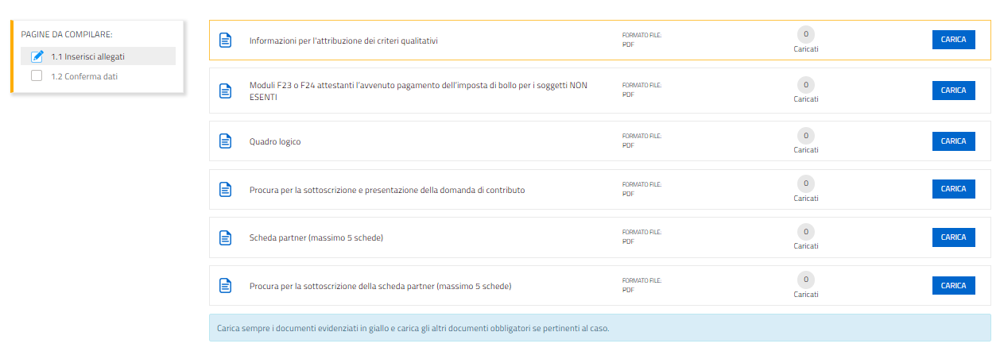 PAGINE DA COMPILARE:
1.1 Inserisci allegati
1.2 Conferma dati
Informazioni per l'attribuzione dei criteri qualitativi
FORMATO FILE:
PDF
0
Caricati
CARICA
Moduli F23 o F24 attestanti l'avvenuto pagamento dell'imposta di bollo per i soggetti NON
ESENTI
FORMATO FILE:
PDF
0
Caricati
CARICA
Quadro logico
FORMATO FILE:
PDF
0
Caricati
CARICA
Procura per la sottoscrizione e presentazione della domanda di contributo
FORMATO FILE:
PDF
0
Caricati
CARICA
Scheda partner (massimo 5 schede)
FORMATO FILE:
PDF
0
Caricati
CARICA
Procura per la sottoscrizione della scheda partner (massimo 5 schede)
FORMATO FILE:
PDF
0
Caricati
CARICA
Carica sempre i documenti evidenziati in giallo e carica gli altri documenti obbligatori se pertinenti al caso.